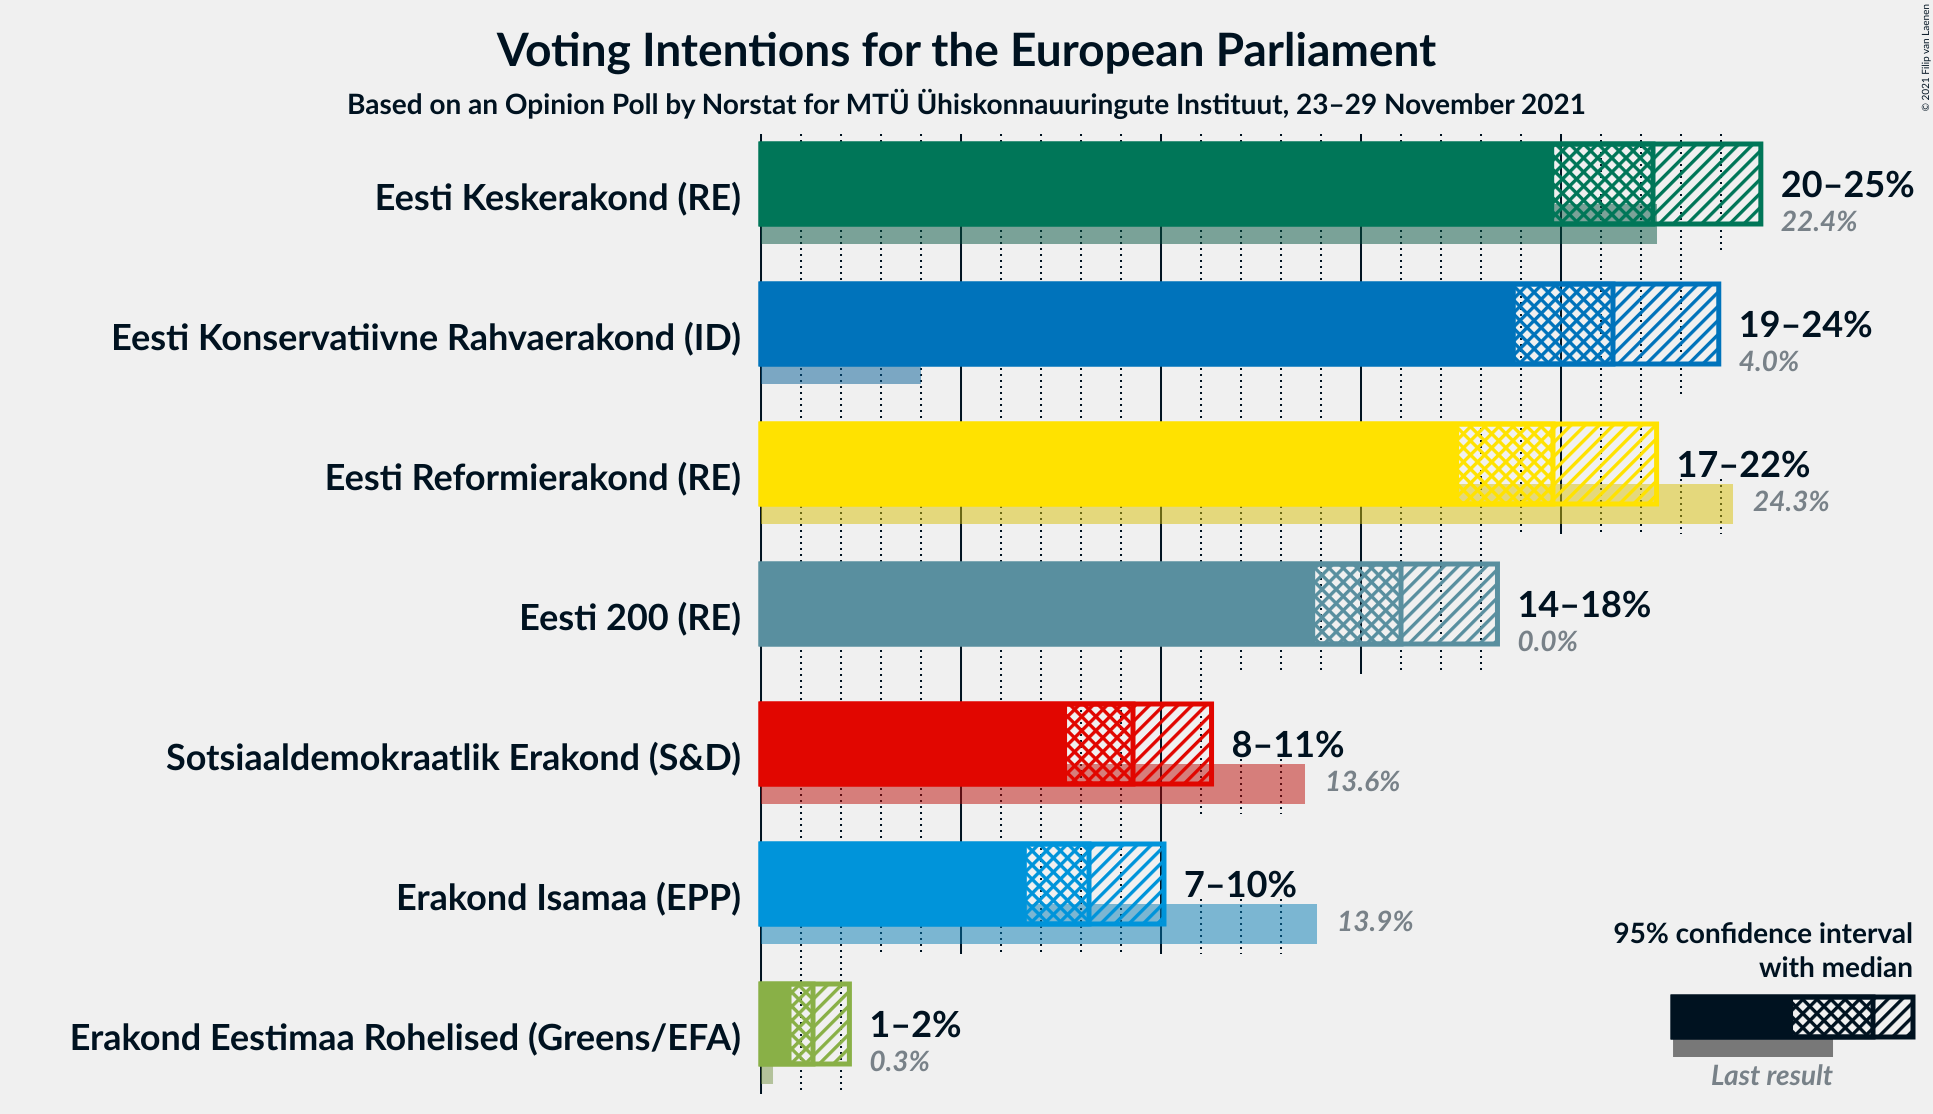 Voting Intentions for the European Parliament
Based on an Opinion Poll by Norstat for MTÜ Ühiskonnauuringute Instituut, 23–29 November 2021
© 2021 Filip van Laenen
Eesti Keskerakond (RE)
20–25%
22.4%
Eesti Konservatiivne Rahvaerakond (ID)
19–24%
4.0%
Eesti Reformierakond (RE)
17–22%
24.3%
Eesti 200 (RE)
14–18%
0.0%
Sotsiaaldemokraatlik Erakond (S&D)
8–11%
13.6%
Erakond Isamaa (EPP)
7–10%
13.9%
Erakond Eestimaa Rohelised (Greens/EFA)
1–2%
0.3%
95% confidence interval
with median
Last result